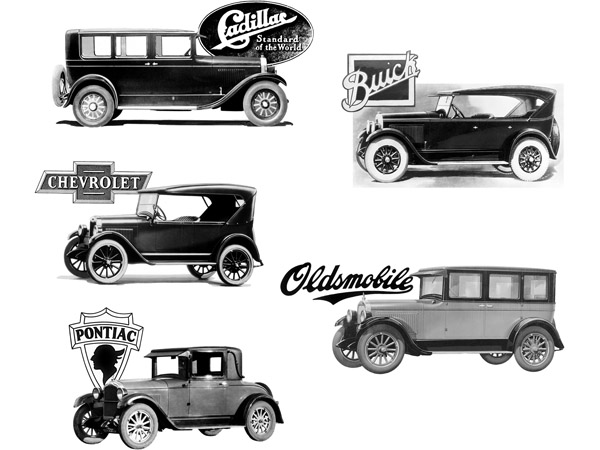 Cadillac
Standard
of the World
Buick
CHEVROLET
Oldsmobile
PONTIAC